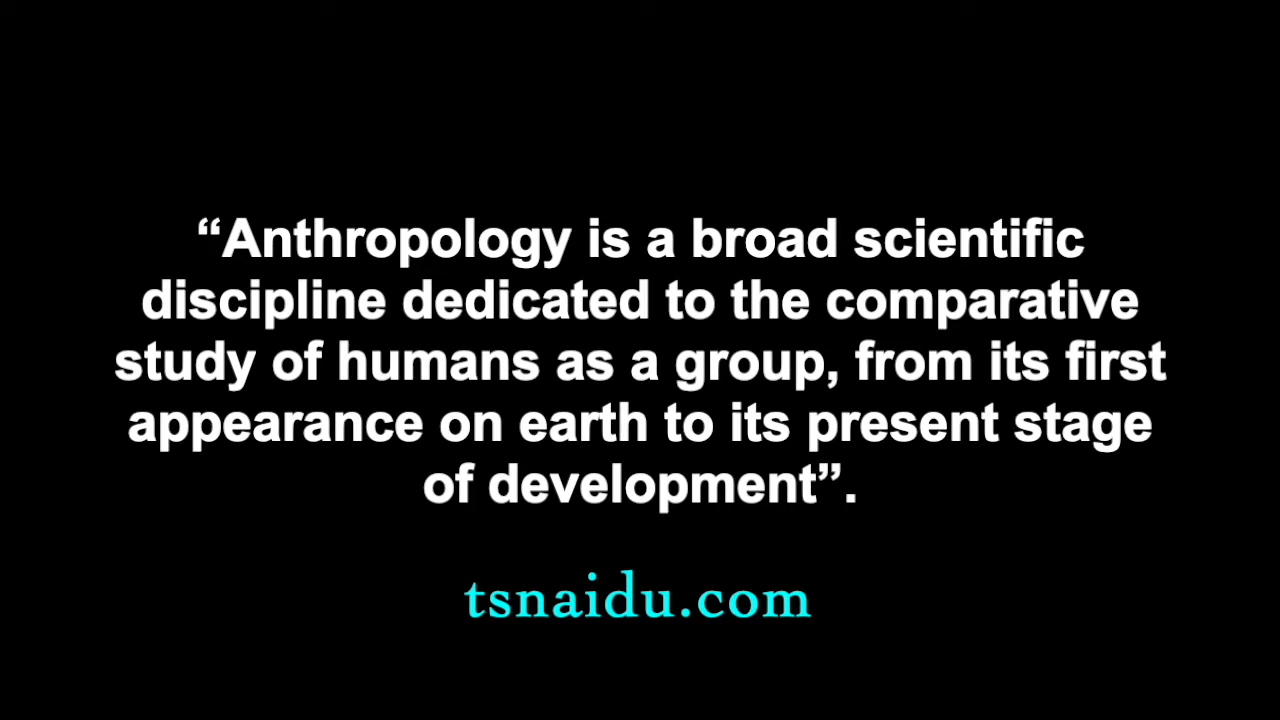 “Anthropology is a broad scientific
discipline dedicated to the comparative
study of humans as a group, from its first
appearance on earth to its present stage
of development”.
tsnaidu.com